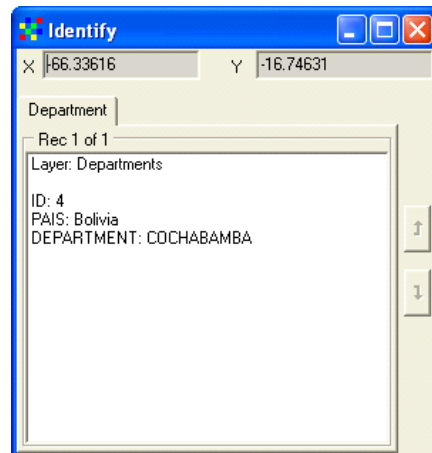 Identify
X -66.33616 Y -16.74631
Department
Rec 1 of 1
Layer: Departments
ID: 4
PAIS: Bolivia
DEPARTMENT: COCHABAMBA